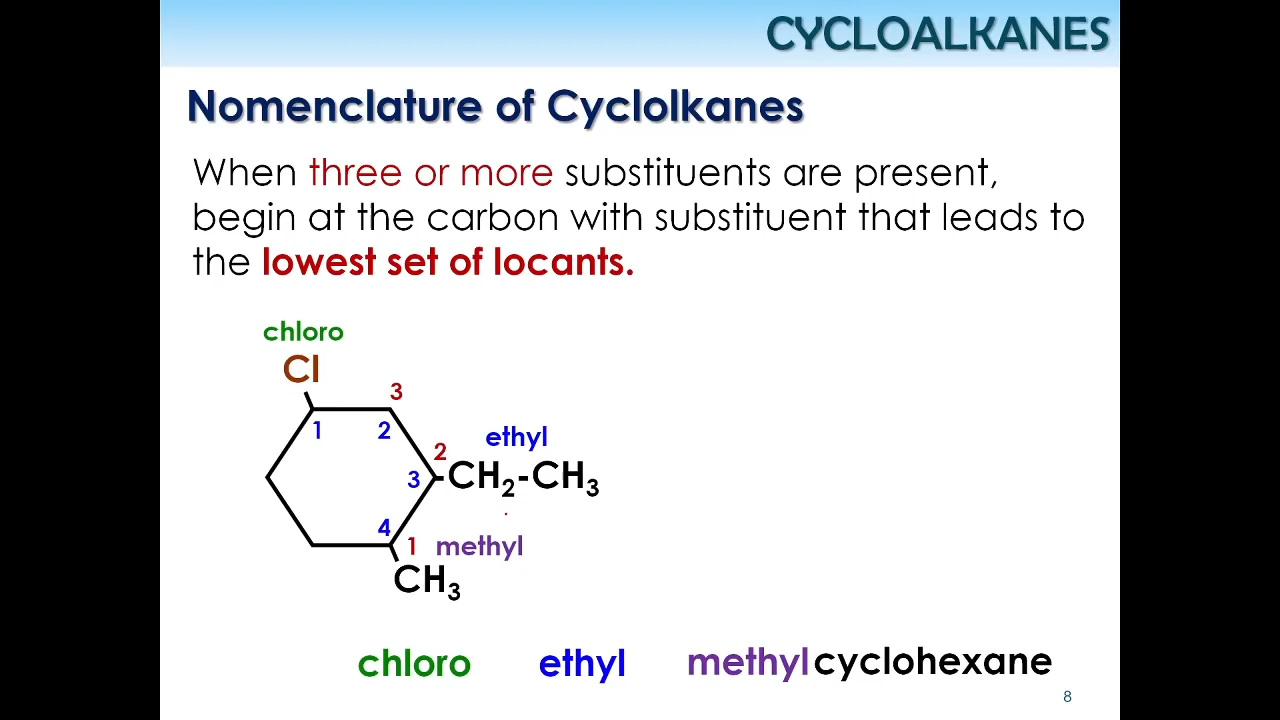 CYCLOALKANES
Nomenclature of Cyclolkanes
When three or more substituents are present,
begin at the carbon with substituent that leads to
the lowest set of locants.
chloro
Cl
3
1 2
ethyl
2
3 -CH2-CH3
4
1 methyl
CH3
chloro ethyl methylcyclohexane
8